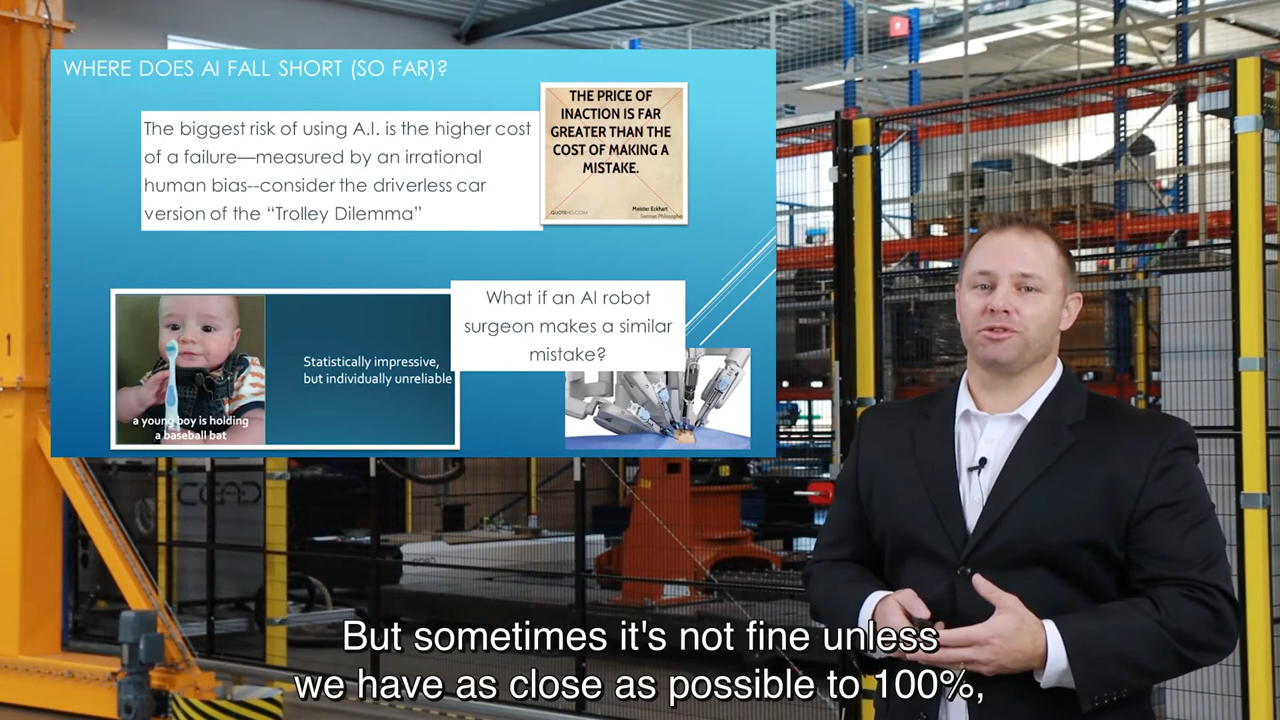 WHERE DOES AI FALL SHORT (SO FAR)?
The biggest risk of using A.I. is the higher cost
of a failure—measured by an irrational
human bias--consider the driverless car
version of the “Trolley Dilemma”
THE PRICE OF
INACTION IS FAR
GREATER THAN THE
COST OF MAKING A
MISTAKE.
Meister Eckhart
German Philosopher
What if an AI robot
surgeon makes a similar
mistake?
Statistically impressive,
but individually unreliable
a young boy is holding
a baseball bat
But sometimes it's not fine unless
we have as close as possible to 100%,